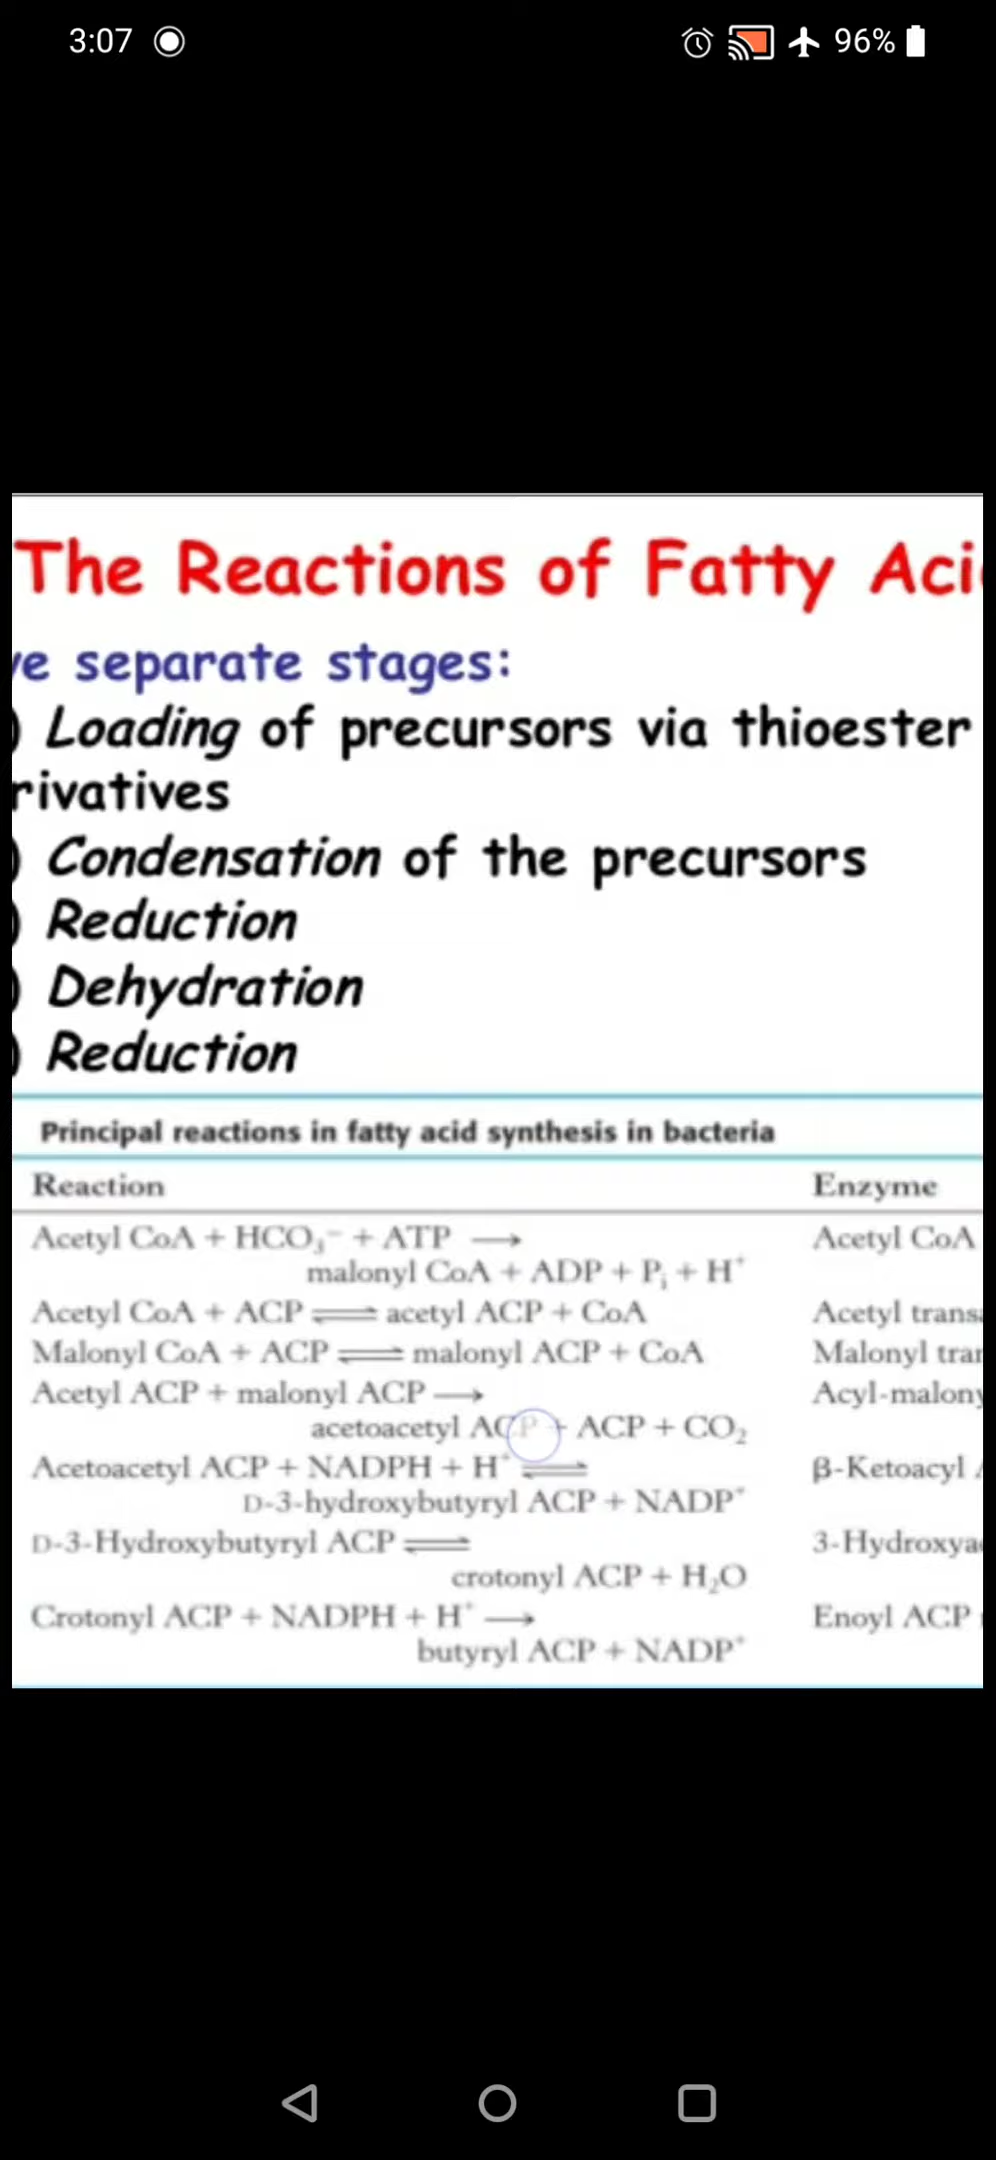 3:07
96%
The Reactions of Fatty Aci
ve separate stages:
) Loading of precursors via thioester
rivatives
) Condensation of the precursors
) Reduction
) Dehydration
) Reduction
Principal reactions in fatty acid synthesis in bacteria
Reaction Enzyme
Acetyl CoA + HCO₃⁻ + ATP ⟶ Acetyl CoA
malonyl CoA + ADP + Pᵢ + H⁺
Acetyl CoA + ACP ⇌ acetyl ACP + CoA Acetyl transa
Malonyl CoA + ACP ⇌ malonyl ACP + CoA Malonyl tran
Acetyl ACP + malonyl ACP ⟶ Acyl-malony
acetoacetyl ACP + ACP + CO₂
Acetoacetyl ACP + NADPH + H⁺ ⇌ β-Ketoacyl
D-3-hydroxybutyryl ACP + NADP⁺
D-3-Hydroxybutyryl ACP ⇌ 3-Hydroxya
crotonyl ACP + H₂O
Crotonyl ACP + NADPH + H⁺ ⟶ Enoyl ACP
butyryl ACP + NADP⁺